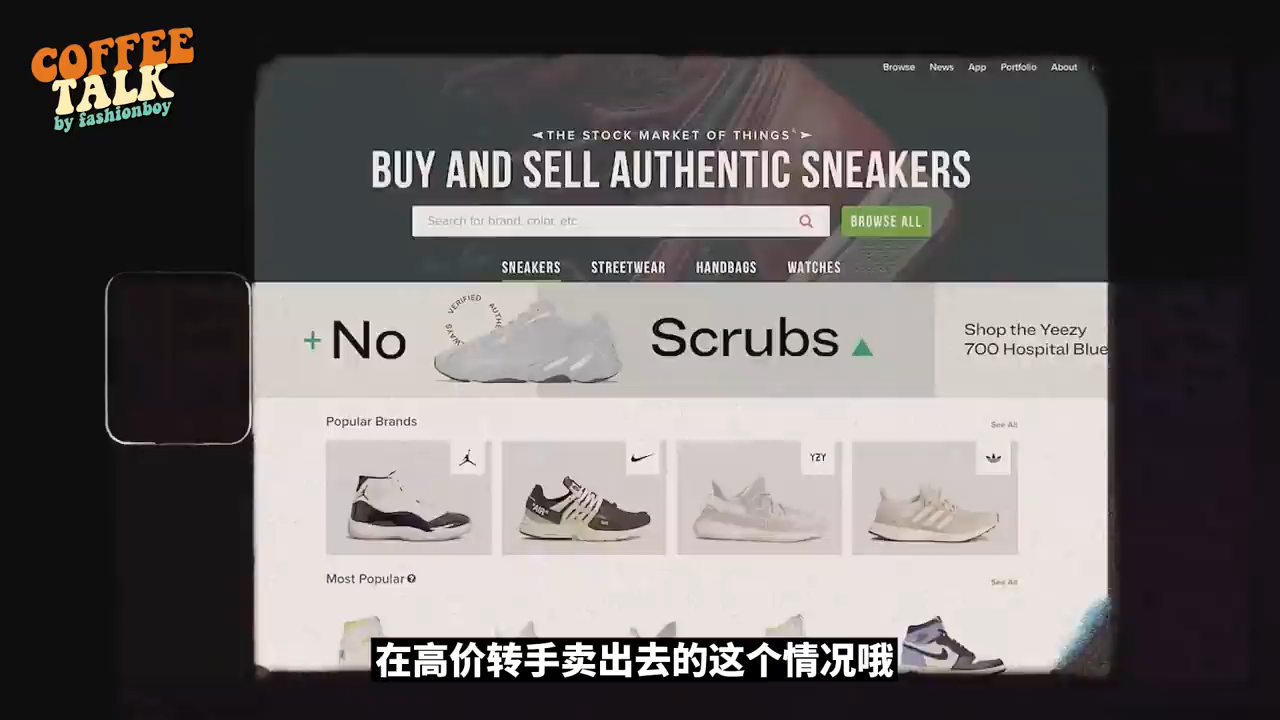 COFFEE
TALK
by fashionboy
Browse News App Portfolio About
THE STOCK MARKET OF THINGS
BUY AND SELL AUTHENTIC SNEAKERS
Search for brand, color, etc.
BROWSE ALL
SNEAKERS STREETWEAR HANDBAGS WATCHES
+No
VERIFIED
Scrubs
Shop the Yeezy
700 Hospital Blue
Popular Brands
See All
YZY
"AIR"
Most Popular
See All
在高价转手卖出去的这个情况哦